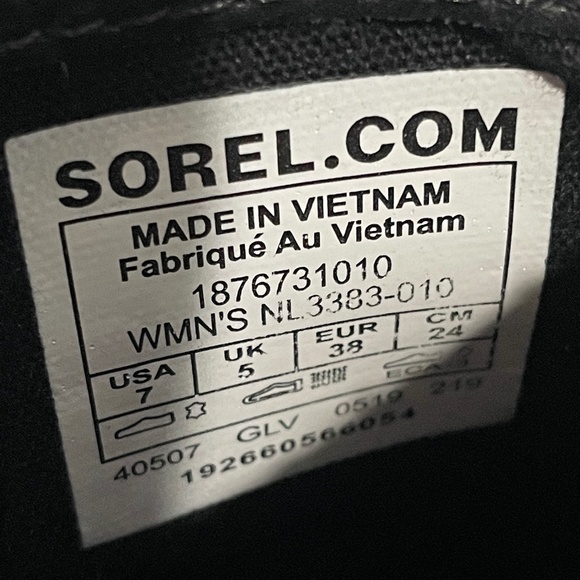 SOREL.COM
MADE IN VIETNAM
Fabriqué Au Vietnam
1876731010
WMN'S NL3383-010
USA UK EUR CM
7 5 38 24
40507 GLV 0519 219
192660566054